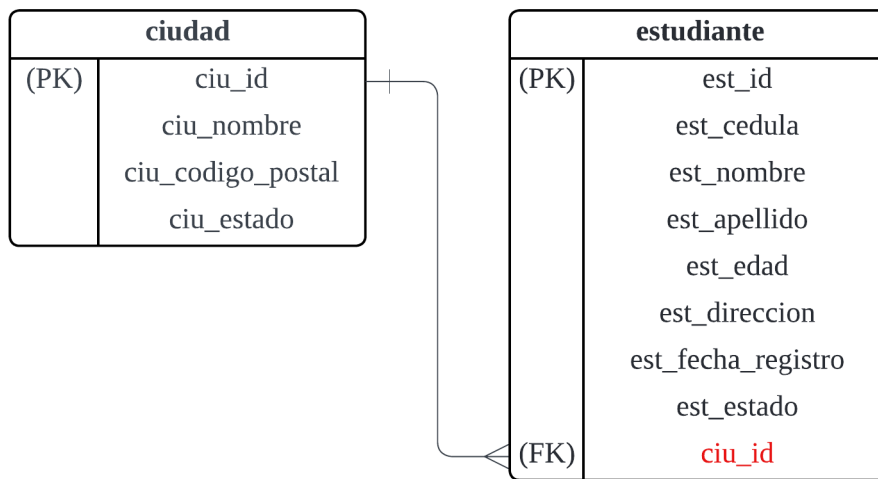 ciudad
(PK) ciu_id
ciu_nombre
ciu_codigo_postal
ciu_estado
estudiante
(PK) est_id
est_cedula
est_nombre
est_apellido
est_edad
est_direccion
est_fecha_registro
est_estado
(FK) ciu_id